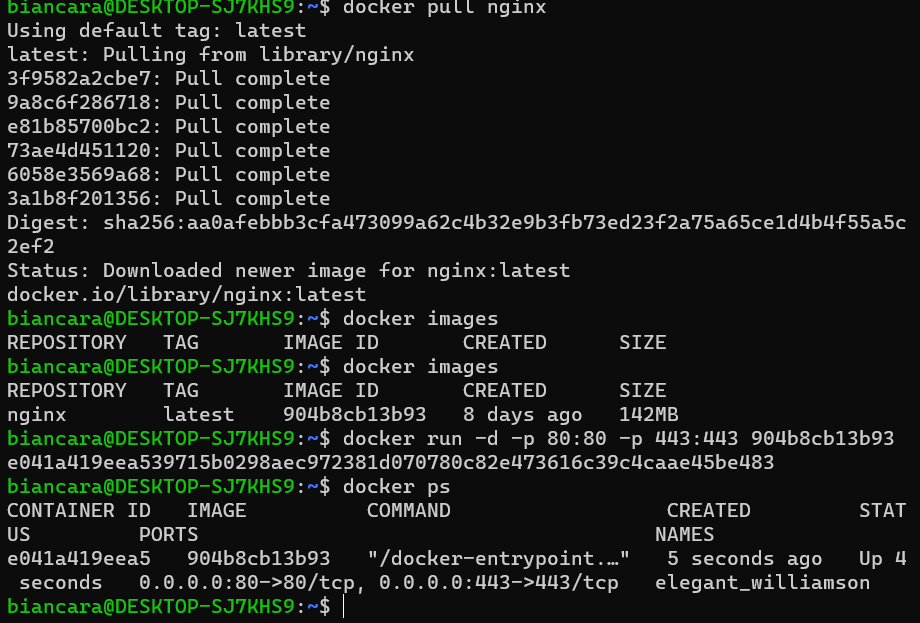 biancara@DESKTOP-SJ7KHS9:~$ docker pull nginx
Using default tag: latest
latest: Pulling from library/nginx
3f9582a2cbe7: Pull complete
9a8c6f286718: Pull complete
e81b85700bc2: Pull complete
73ae4d451120: Pull complete
6058e3569a68: Pull complete
3a1b8f201356: Pull complete
Digest: sha256:aa0afebbb3cfa473099a62c4b32e9b3fb73ed23f2a75a65ce1d4b4f55a5c
2ef2
Status: Downloaded newer image for nginx:latest
docker.io/library/nginx:latest
biancara@DESKTOP-SJ7KHS9:~$ docker images
REPOSITORY   TAG       IMAGE ID       CREATED      SIZE
biancara@DESKTOP-SJ7KHS9:~$ docker images
REPOSITORY   TAG       IMAGE ID       CREATED      SIZE
nginx        latest    904b8cb13b93   8 days ago   142MB
biancara@DESKTOP-SJ7KHS9:~$ docker run -d -p 80:80 -p 443:443 904b8cb13b93
e041a419eea539715b0298aec972381d070780c82e473616c39c4caae45be483
biancara@DESKTOP-SJ7KHS9:~$ docker ps
CONTAINER ID   IMAGE          COMMAND                  CREATED         STAT
US         PORTS                                      NAMES
e041a419eea5   904b8cb13b93   "/docker-entrypoint.…"   5 seconds ago   Up 4
 seconds   0.0.0.0:80->80/tcp, 0.0.0.0:443->443/tcp   elegant_williamson
biancara@DESKTOP-SJ7KHS9:~$